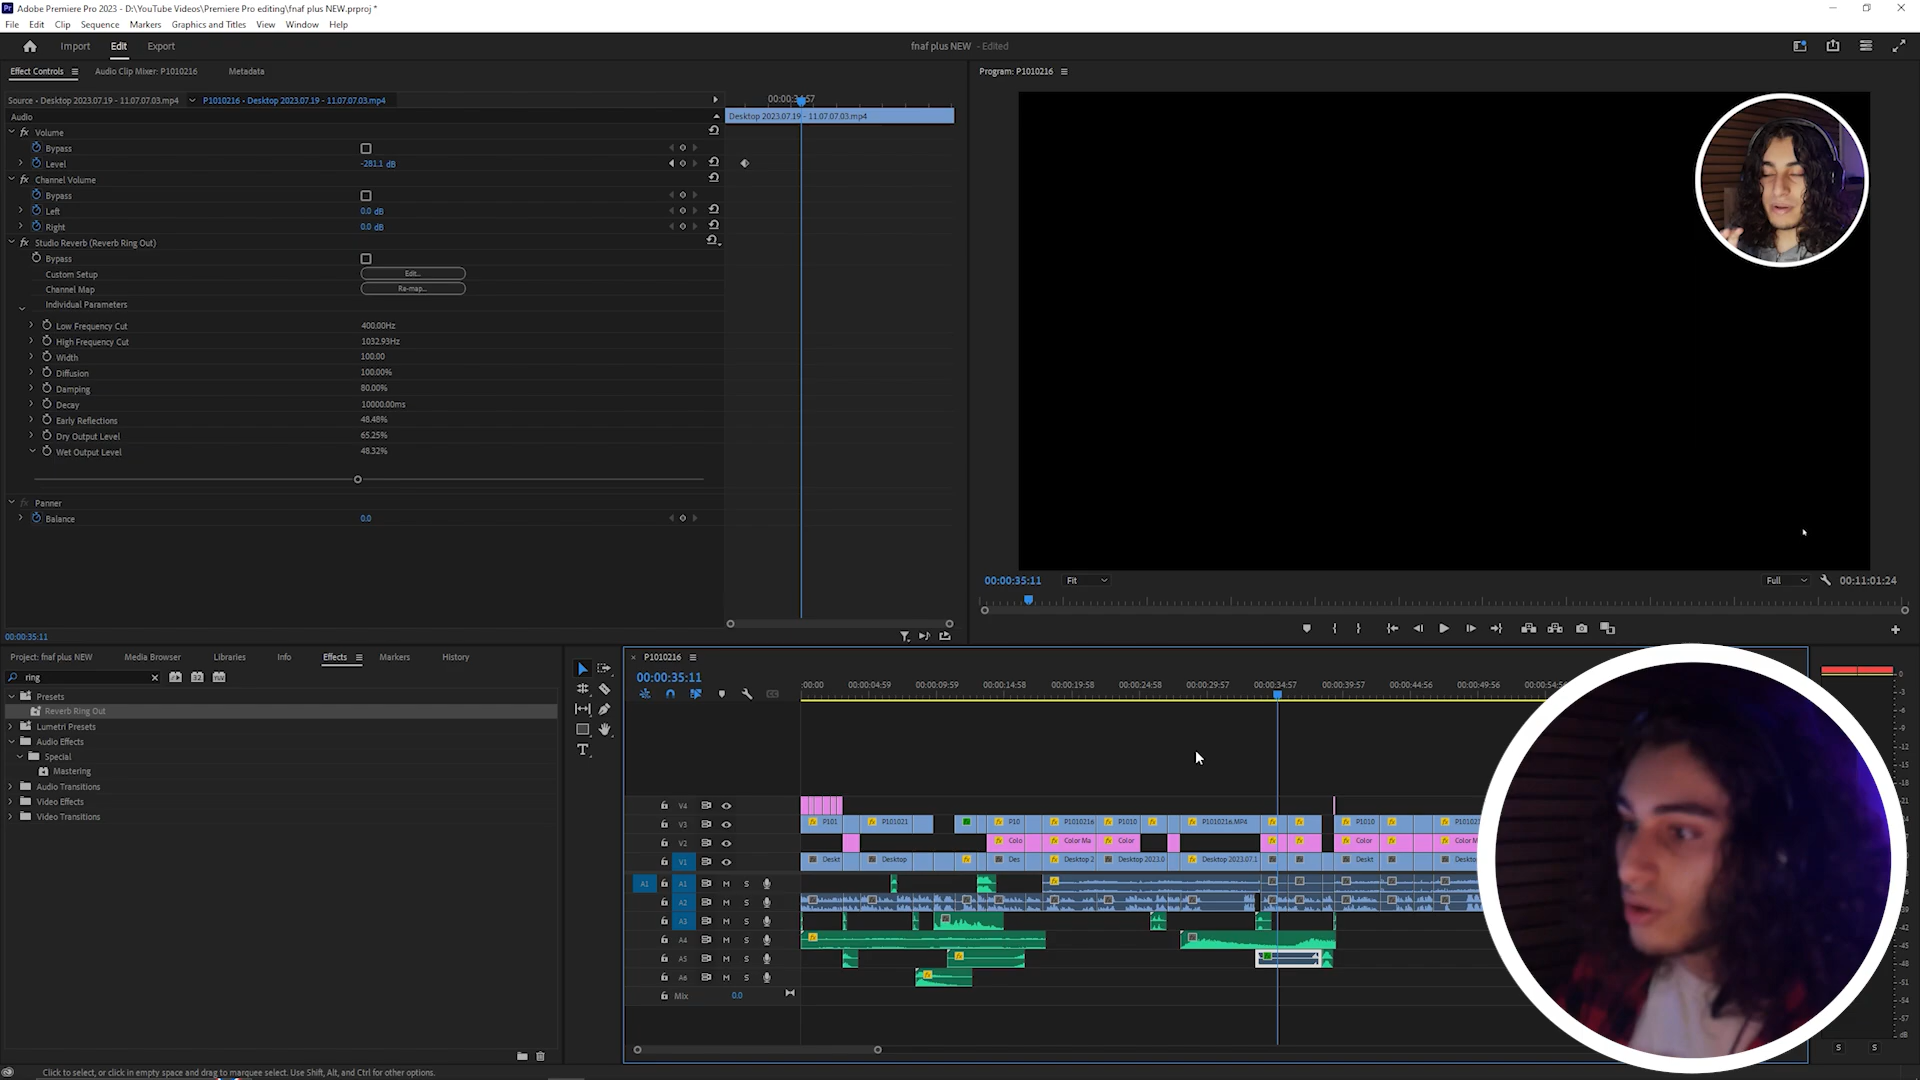 Adobe Premiere Pro 2023 - D:\YouTube Videos\Premiere Pro editing\fnaf plus NEW.prproj *
File Edit Clip Sequence Markers Graphics and Titles View Window Help
Import Edit Export
fnaf plus NEW - Edited
Effect Controls Audio Clip Mixer: P1010216 Metadata
Program: P1010216
Source • Desktop 2023.07.19 - 11.07.07.03.mp4 P1010216 • Desktop 2023.07.19 - 11.07.07.03.mp4
Audio
Desktop 2023.07.19 - 11.07.07.03.mp4
fx Volume
Bypass
Level -281.1 dB
fx Channel Volume
Bypass
Left 0.0 dB
Right 0.0 dB
fx Studio Reverb (Reverb Ring Out)
Bypass
Custom Setup Edit...
Channel Map Re-map...
Individual Parameters
Low Frequency Cut 400.00Hz
High Frequency Cut 1032.93Hz
Width 100.00
Diffusion 100.00%
Damping 80.00%
Decay 10000.00ms
Early Reflections 48.48%
Dry Output Level 65.25%
Wet Output Level 48.32%
fx Panner
Balance 0.0
00:00:35:11
00:00:35:11 Fit Full 00:11:01:24
Project: fnaf plus NEW Media Browser Libraries Info Effects Markers History
ring
Presets
Reverb Ring Out
Lumetri Presets
Audio Effects
Special
Mastering
Audio Transitions
Video Effects
Video Transitions
P1010216
00:00:35:11
:00:00 00:00:04:59 00:00:09:59 00:00:14:58 00:00:19:58 00:00:24:58 00:00:29:57 00:00:34:57 00:00:39:57 00:00:44:56 00:00:49:56
V4
V3 P101 P101021 P10 P1010216 P1010 P1010216.MP4 P1010
V2 Colo Color Ma Color Color
V1 Deskt Desktop Des Desktop 2 Desktop 2023.0 Desktop 2023.07.1 Deskt
A1 A1 M S
A2 M S
A3 M S
A4 M S
A5 M S
A6 M S
Mix 0.0
S S
Click to select, or click in empty space and drag to marquee select. Use Shift, Alt, and Ctrl for other options.